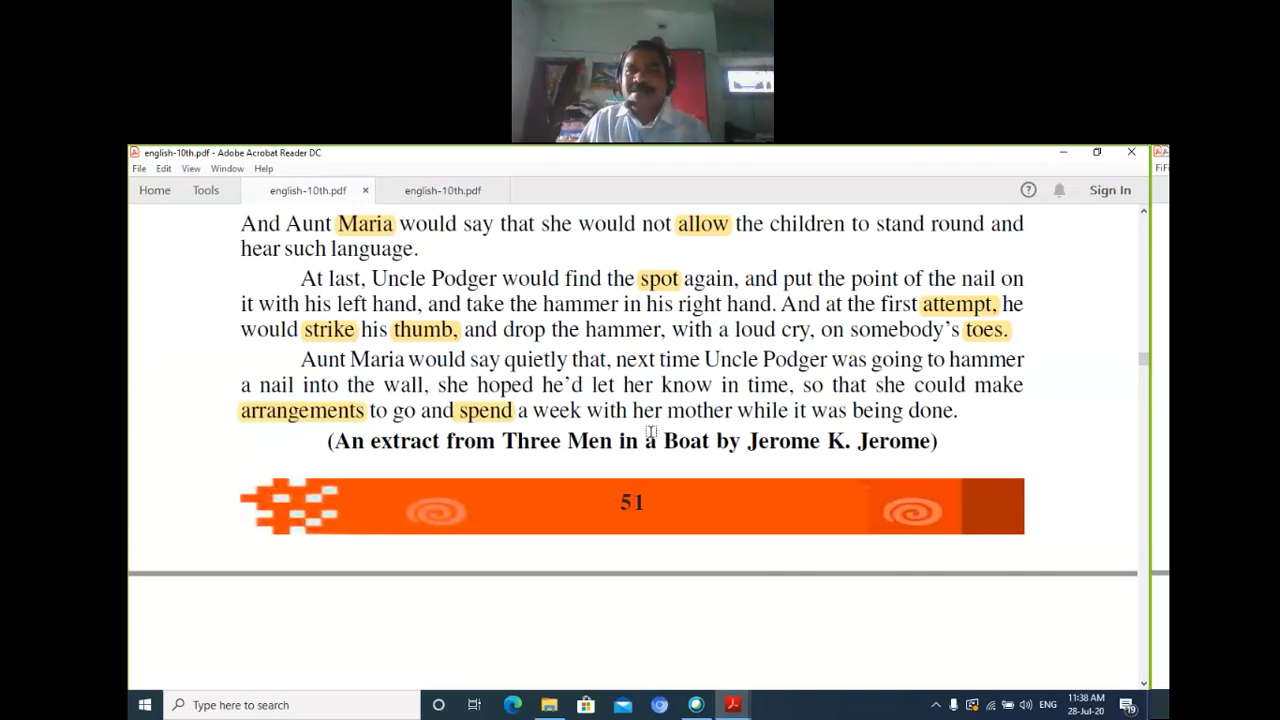 english-10th.pdf - Adobe Acrobat Reader DC
File Edit View Window Help
Home Tools english-10th.pdf × english-10th.pdf Sign In
FiFi
And Aunt Maria would say that she would not allow the children to stand round and
hear such language.
At last, Uncle Podger would find the spot again, and put the point of the nail on
it with his left hand, and take the hammer in his right hand. And at the first attempt, he
would strike his thumb, and drop the hammer, with a loud cry, on somebody's toes.
Aunt Maria would say quietly that, next time Uncle Podger was going to hammer
a nail into the wall, she hoped he'd let her know in time, so that she could make
arrangements to go and spend a week with her mother while it was being done.
(An extract from Three Men in a Boat by Jerome K. Jerome)
51
Type here to search
ENG
11:38 AM
28-Jul-20
19